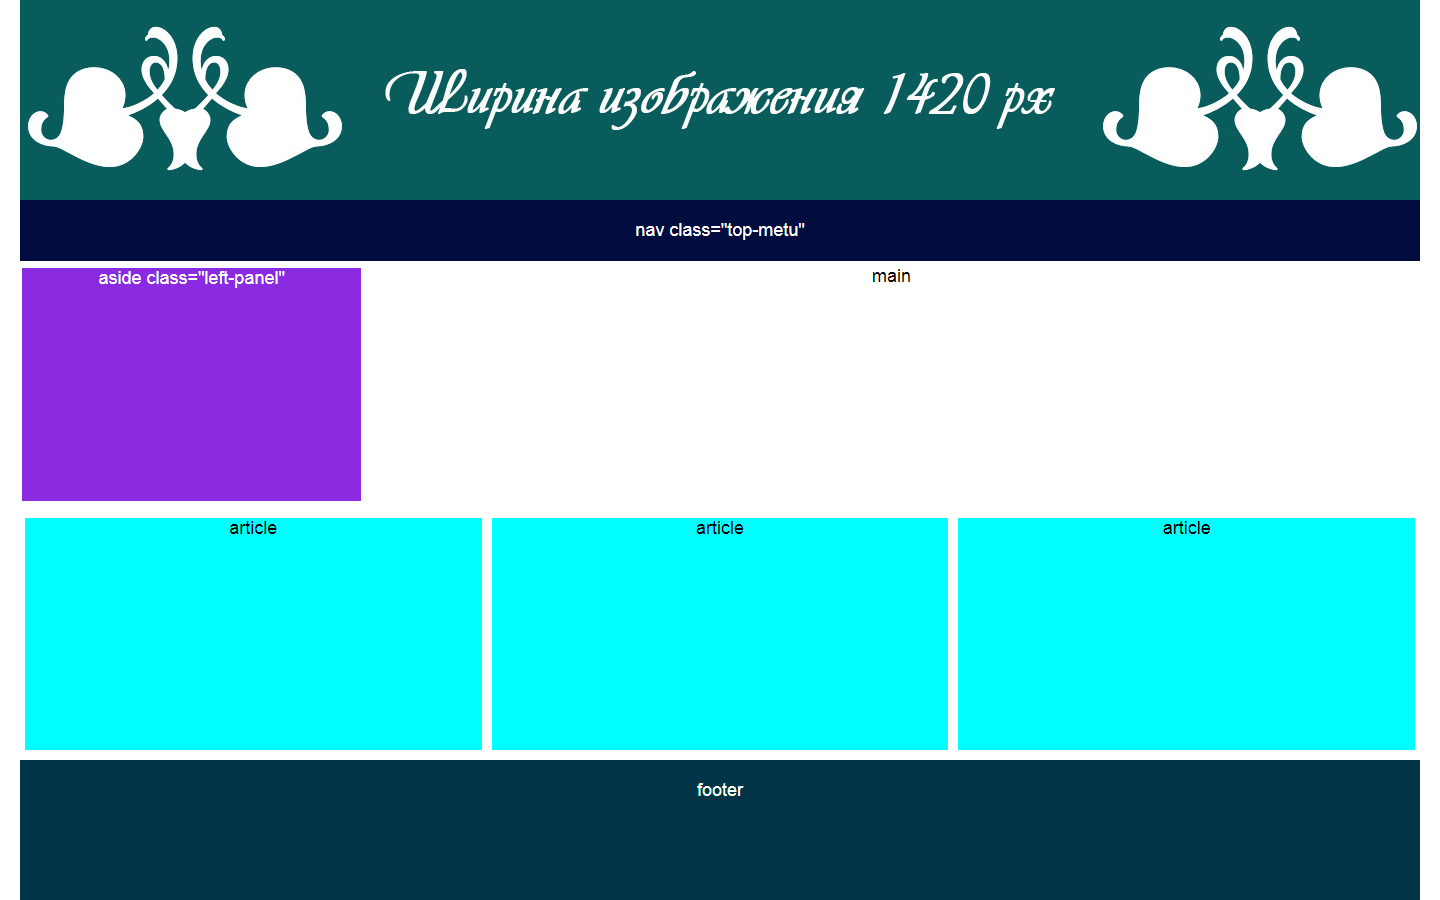 Ширина изображения 1420 px
nav class="top-metu"
aside class="left-panel"
main
article
article
article
footer